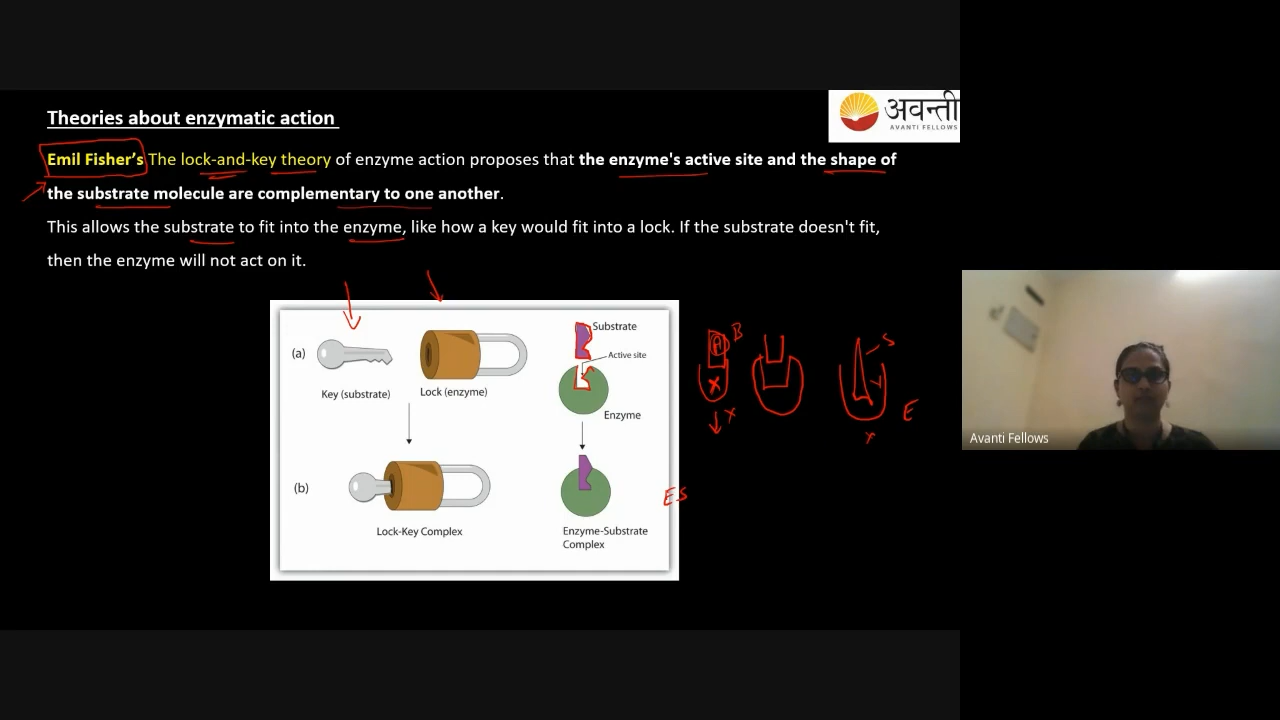 Theories about enzymatic action
अवन्ती
AVANTI FELLOWS
Emil Fisher's The lock-and-key theory of enzyme action proposes that the enzyme's active site and the shape of
the substrate molecule are complementary to one another.
This allows the substrate to fit into the enzyme, like how a key would fit into a lock. If the substrate doesn't fit,
then the enzyme will not act on it.
(a)
Key (substrate)
Lock (enzyme)
Substrate
Active site
Enzyme
(b)
Lock-Key Complex
Enzyme-Substrate
Complex
ES
A
B
X
x
S
E
x
Avanti Fellows